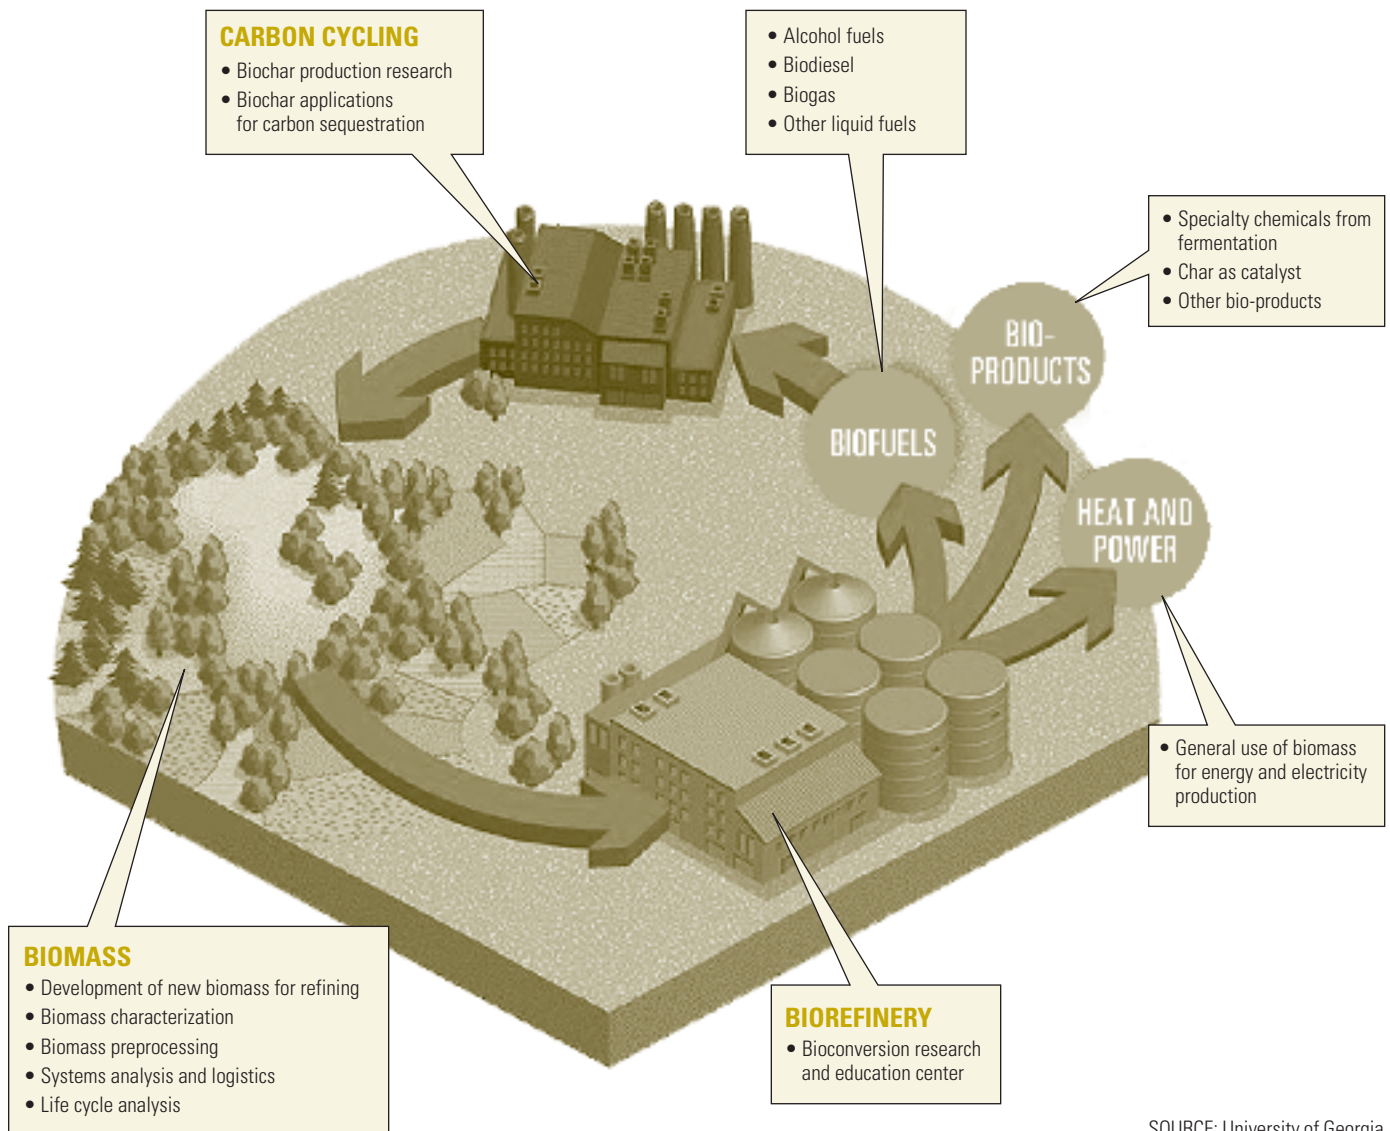 CARBON CYCLING
• Biochar production research
• Biochar applications
for carbon sequestration
• Alcohol fuels
• Biodiesel
• Biogas
• Other liquid fuels
• Specialty chemicals from
fermentation
• Char as catalyst
• Other bio-products
BIO-
PRODUCTS
BIOFUELS
HEAT AND
POWER
• General use of biomass
for energy and electricity
production
BIOMASS
• Development of new biomass for refining
• Biomass characterization
• Biomass preprocessing
• Systems analysis and logistics
• Life cycle analysis
BIOREFINERY
• Bioconversion research
and education center
SOURCE: University of Georgia